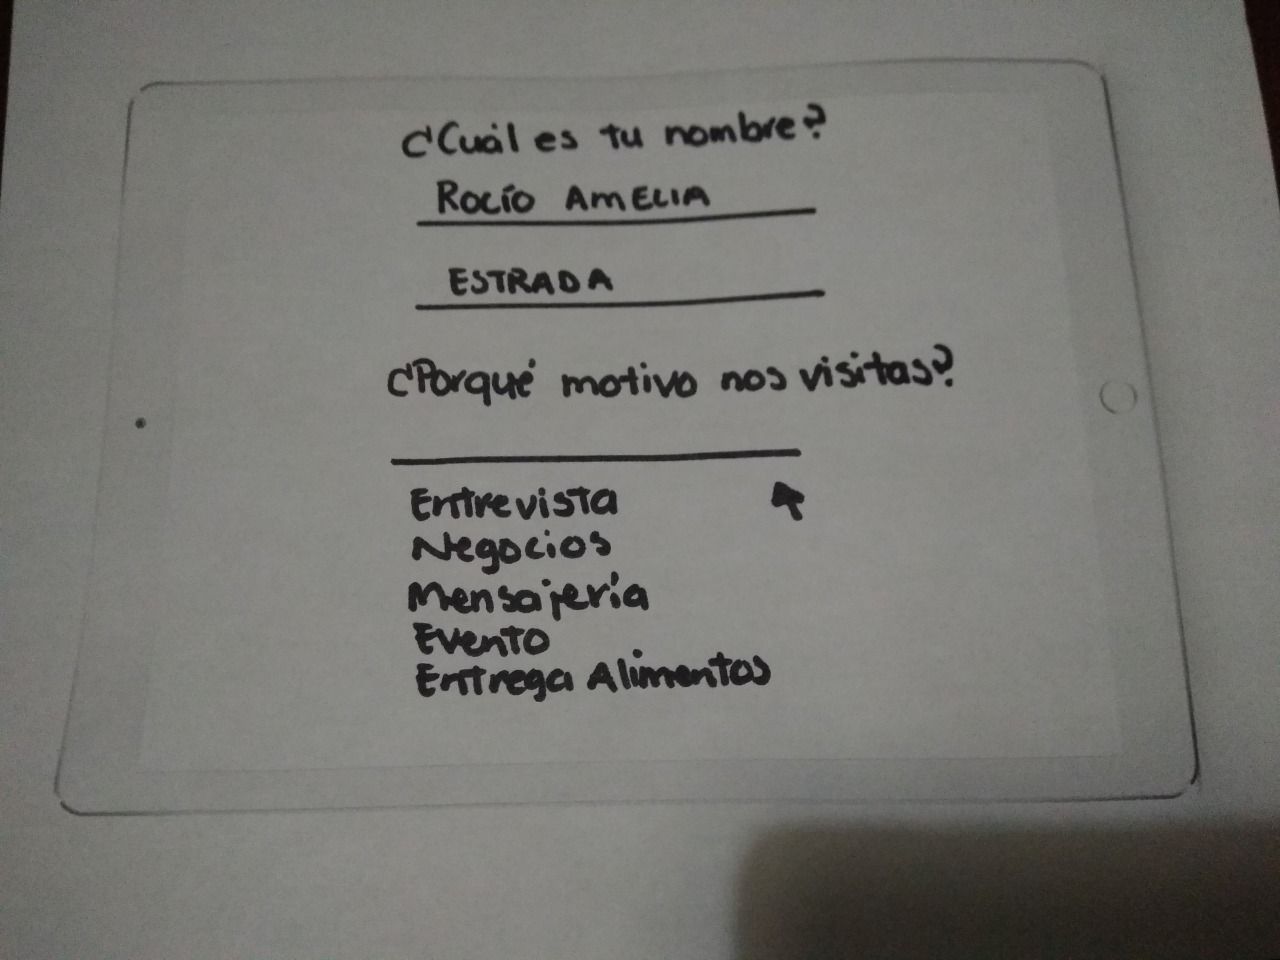 ¿Cuál es tu nombre?
ROCÍO AMELIA
ESTRADA
¿Porqué motivo nos visitas?
Entrevista
Negocios
Mensajería
Evento
Entrega Alimentos